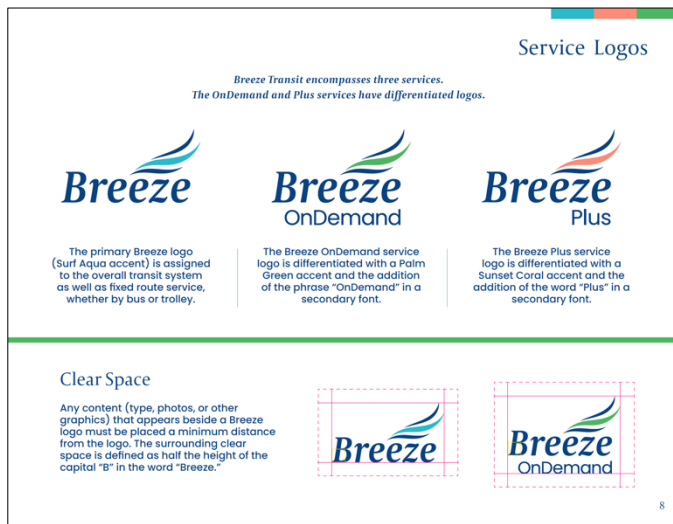 Service Logos
Breeze Transit encompasses three services.
The OnDemand and Plus services have differentiated logos.
Breeze
Breeze
OnDemand
Breeze
Plus
The primary Breeze logo
(Surf Aqua accent) is assigned
to the overall transit system
as well as fixed route service,
whether by bus or trolley.
The Breeze OnDemand service
logo is differentiated with a Palm
Green accent and the addition
of the phrase “OnDemand” in a
secondary font.
The Breeze Plus service
logo is differentiated with a
Sunset Coral accent and the
addition of the word “Plus” in a
secondary font.
Clear Space
Any content (type, photos, or other
graphics) that appears beside a Breeze
logo must be placed a minimum distance
from the logo. The surrounding clear
space is defined as half the height of the
capital “B” in the word “Breeze.”
Breeze
Breeze
OnDemand
8